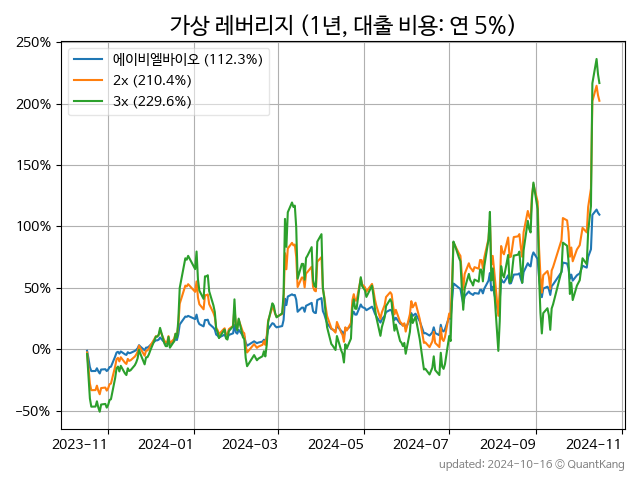 가상 레버리지 (1년, 대출 비용: 연 5%)
250%
200%
150%
100%
50%
0%
−50%
에이비엘바이오 (112.3%)
2x (210.4%)
3x (229.6%)
2023-11
2024-01
2024-03
2024-05
2024-07
2024-09
2024-11
updated: 2024-10-16 © QuantKang